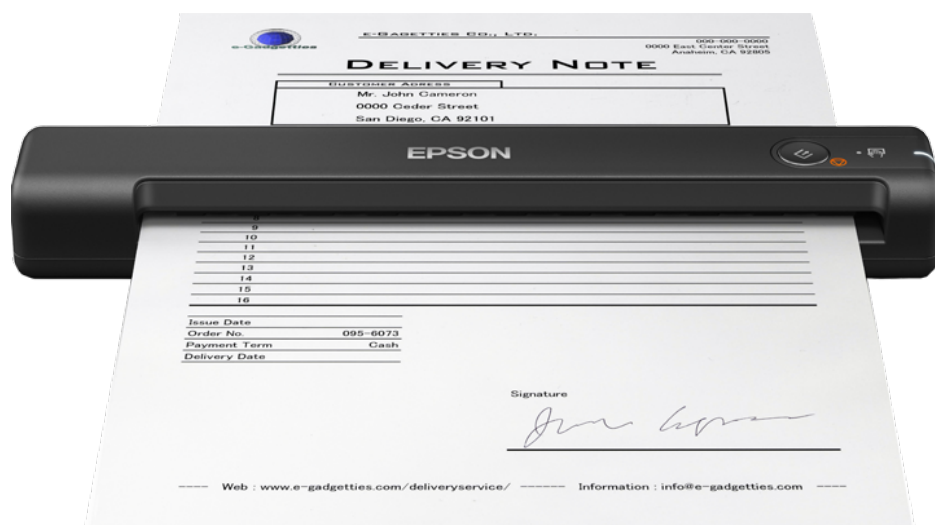 e-Gadgetties
E-GAGETTIES CO., LTD.
000-000-0000
0000 East Center Street
Anaheim, CA 92805
DELIVERY NOTE
CUSTOMER ADRESS
Mr. John Cameron
0000 Ceder Street
San Diego, CA 92101
EPSON
9
10
11
12
13
14
15
16
Issue Date
Order No. 095-6073
Payment Term Cash
Delivery Date
Signature
---- Web : www.e-gadgetties.com/deliveryservice/ ------ Information : info@e-gadgetties.com ----